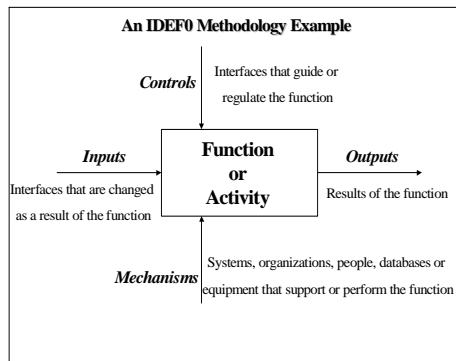 An IDEF0 Methodology Example
Controls
Interfaces that guide or
regulate the function
Inputs
Interfaces that are changed
as a result of the function
Function
or
Activity
Outputs
Results of the function
Mechanisms
Systems, organizations, people, databases or
equipment that support or perform the function